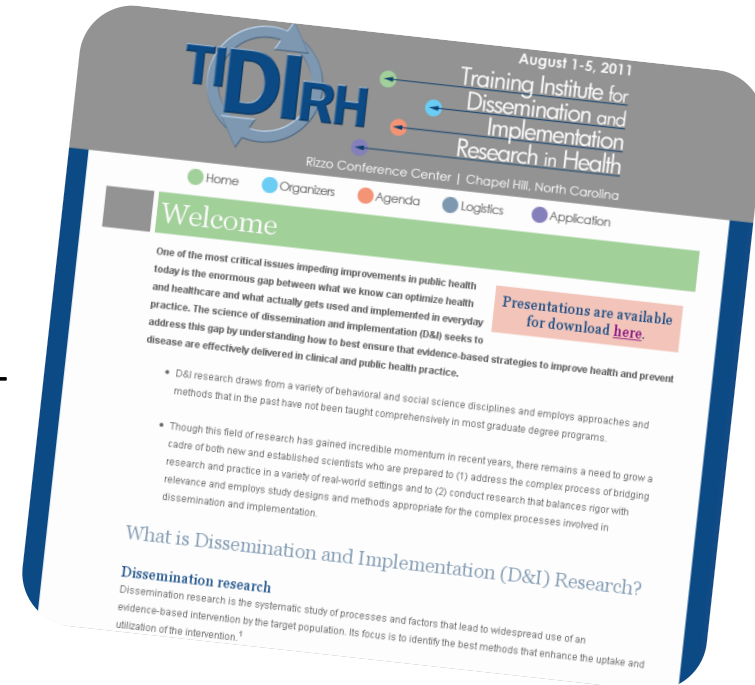 TIDIRH
August 1-5, 2011
Training Institute for
Dissemination and
Implementation
Research in Health
Rizzo Conference Center | Chapel Hill, North Carolina
Home Organizers Agenda Logistics Application
Welcome
One of the most critical issues impeding improvements in public health
today is the enormous gap between what we know can optimize health
and healthcare and what actually gets used and implemented in everyday
practice. The science of dissemination and implementation (D&I) seeks to
address this gap by understanding how to best ensure that evidence-based strategies to improve health and prevent
disease are effectively delivered in clinical and public health practice.
Presentations are available
for download here.
• D&I research draws from a variety of behavioral and social science disciplines and employs approaches and
methods that in the past have not been taught comprehensively in most graduate degree programs.
• Though this field of research has gained incredible momentum in recent years, there remains a need to grow a
cadre of both new and established scientists who are prepared to (1) address the complex process of bridging
research and practice in a variety of real-world settings and to (2) conduct research that balances rigor with
relevance and employs study designs and methods appropriate for the complex processes involved in
dissemination and implementation.
What is Dissemination and Implementation (D&I) Research?
Dissemination research
Dissemination research is the systematic study of processes and factors that lead to widespread use of an
evidence-based intervention by the target population. Its focus is to identify the best methods that enhance the uptake and
utilization of the intervention.¹